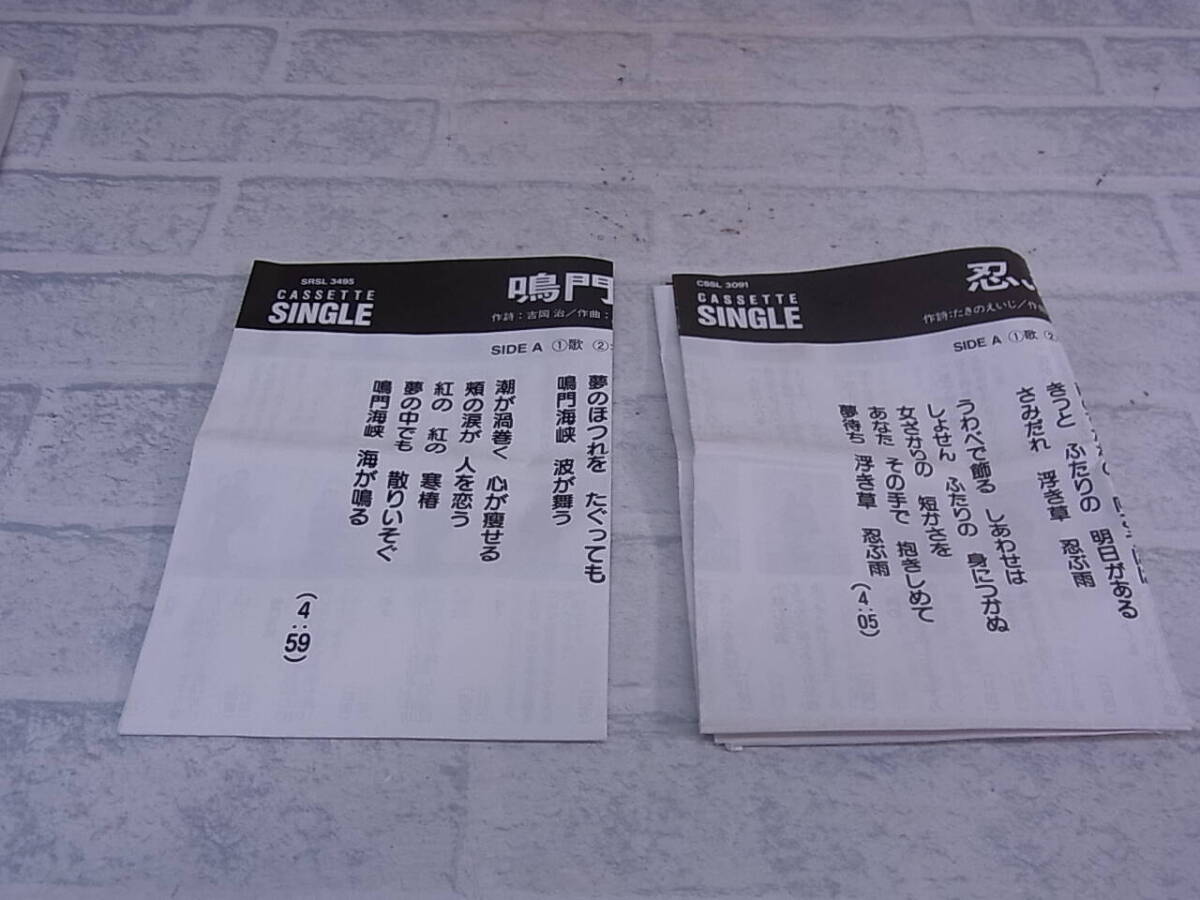 SRSL 3495
CASSETTE
SINGLE
鳴門
作詩：吉岡 治／作曲：
SIDE A ①歌 ②
夢のほつれを たぐっても
鳴門海峡 波が舞う
潮が渦巻く 心が痩せる
頬の涙が 人を恋う
紅の 紅の 寒椿
夢の中でも 散りいそぐ
鳴門海峡 海が鳴る
(4:59)
CSSL 3091
CASSETTE
SINGLE
忍
作詩:たきのえいじ／作
SIDE A ①歌 ②
きっと ふたりの 明日がある
さみだれ 浮き草 忍ぶ雨
うわべで飾る しあわせは
しょせん ふたりの 身につかぬ
女ざかりの 短かさを
あなた その手で 抱きしめて
夢待ち 浮き草 忍ぶ雨
(4:05)